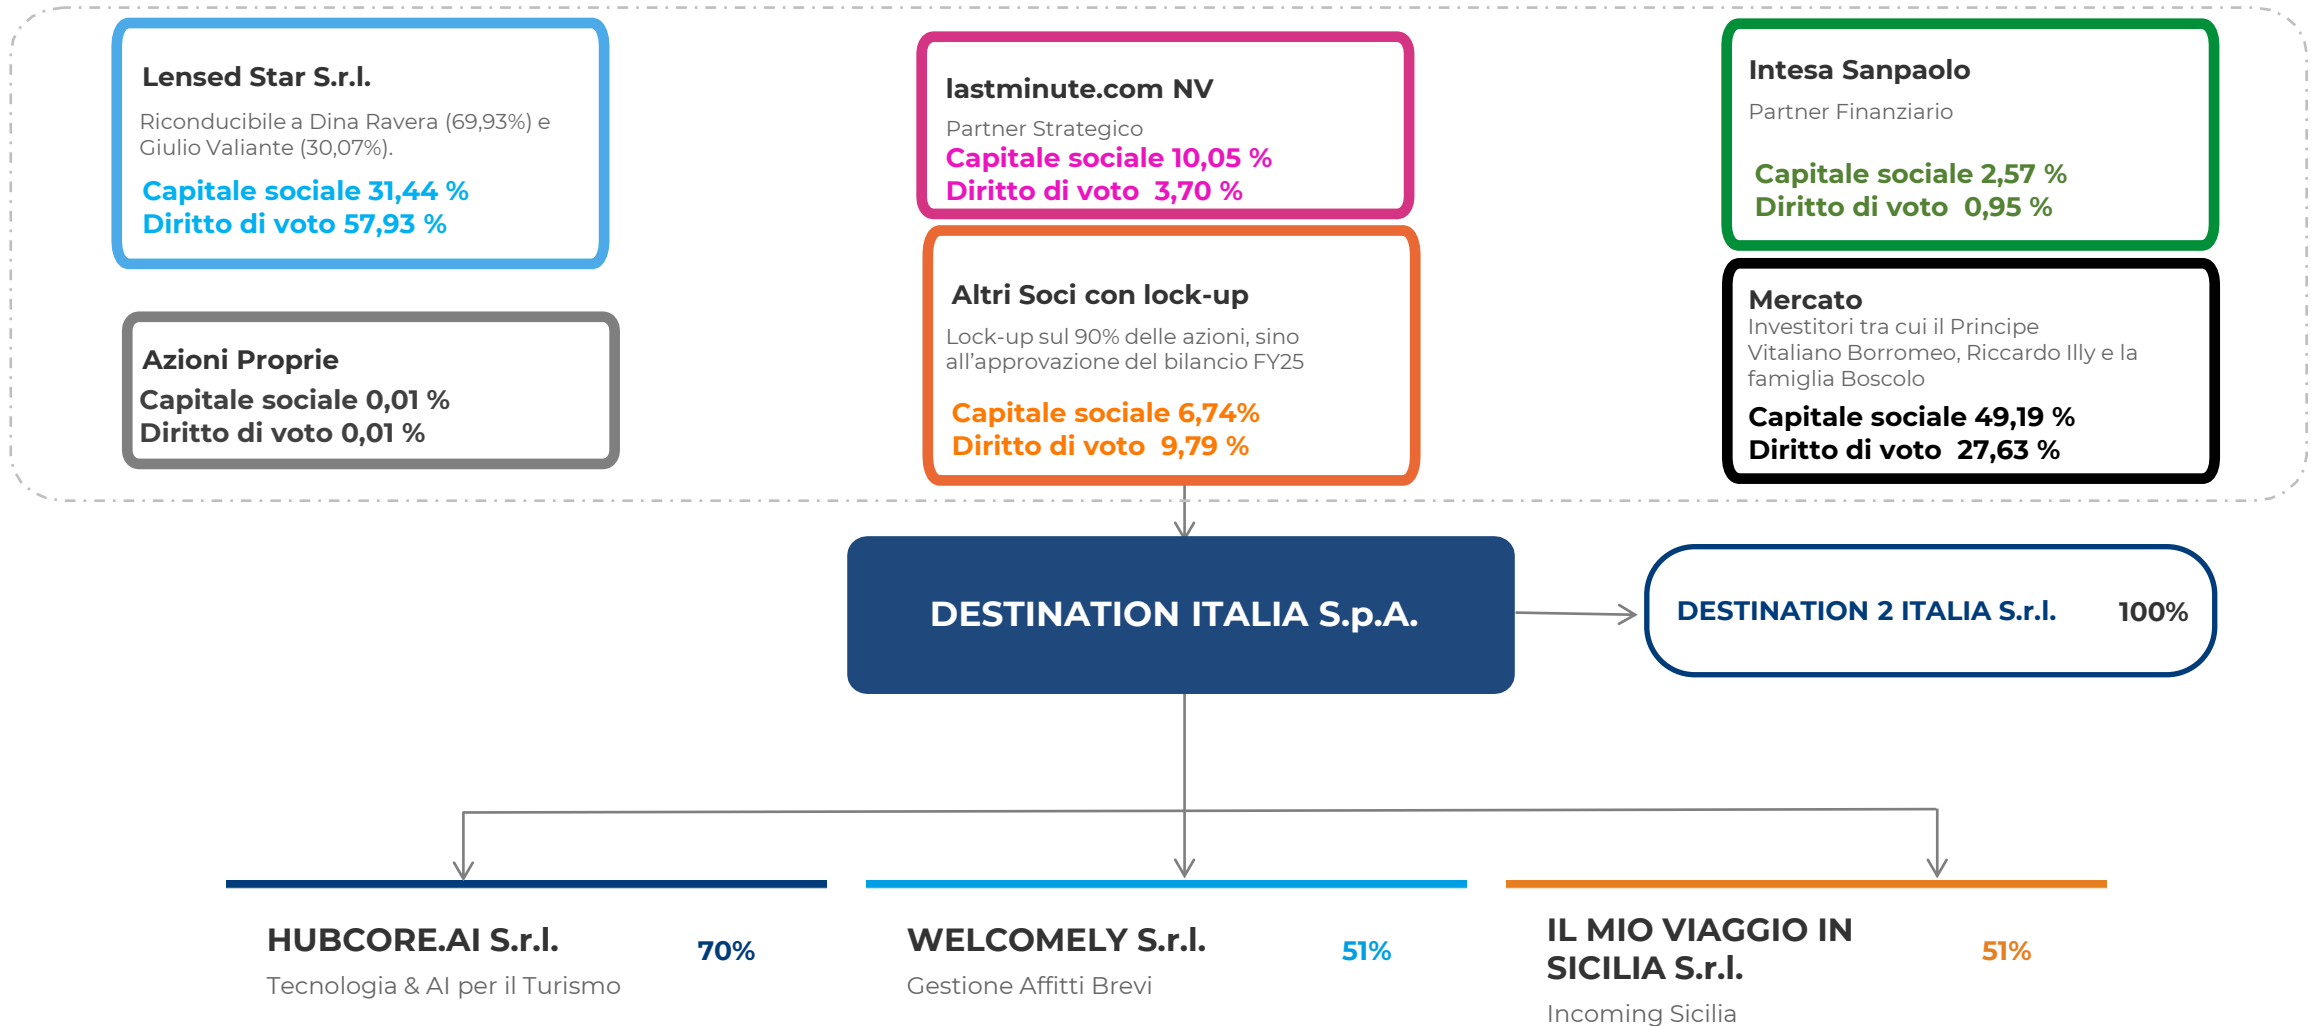 Lensed Star S.r.l.
Riconducibile a Dina Ravera (69,93%) e
Giulio Valiante (30,07%).
Capitale sociale 31,44 %
Diritto di voto 57,93 %
Azioni Proprie
Capitale sociale 0,01 %
Diritto di voto 0,01 %
lastminute.com NV
Partner Strategico
Capitale sociale 10,05 %
Diritto di voto 3,70 %
Altri Soci con lock-up
Lock-up sul 90% delle azioni, sino
all'approvazione del bilancio FY25
Capitale sociale 6,74%
Diritto di voto 9,79 %
Intesa Sanpaolo
Partner Finanziario
Capitale sociale 2,57 %
Diritto di voto 0,95 %
Mercato
Investitori tra cui il Principe
Vitaliano Borromeo, Riccardo Illy e la
famiglia Boscolo
Capitale sociale 49,19 %
Diritto di voto 27,63 %
DESTINATION ITALIA S.p.A.
DESTINATION 2 ITALIA S.r.l. 100%
HUBCORE.AI S.r.l. 70%
Tecnologia & AI per il Turismo
WELCOMELY S.r.l. 51%
Gestione Affitti Brevi
IL MIO VIAGGIO IN
SICILIA S.r.l. 51%
Incoming Sicilia